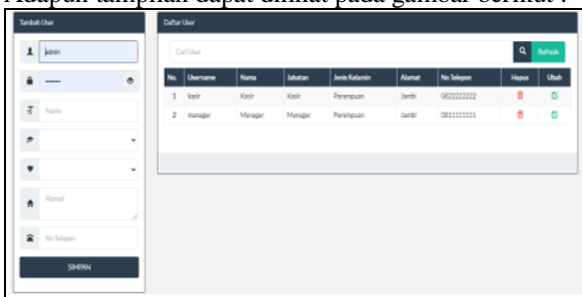 Adapun tampilan dapat dilihat pada gambar berikut :
Tambah User
Admin
Nama
Alamat
No Telepon
SIMPAN
Daftar User
Cari User
Refresh
No. Username Nama Jabatan Jenis Kelamin Alamat No Telepon Hapus Ubah
1 kasir Kasir Kasir Perempuan Jambi 0822222222
2 manager Manager Manager Perempuan Jambi 0811111111